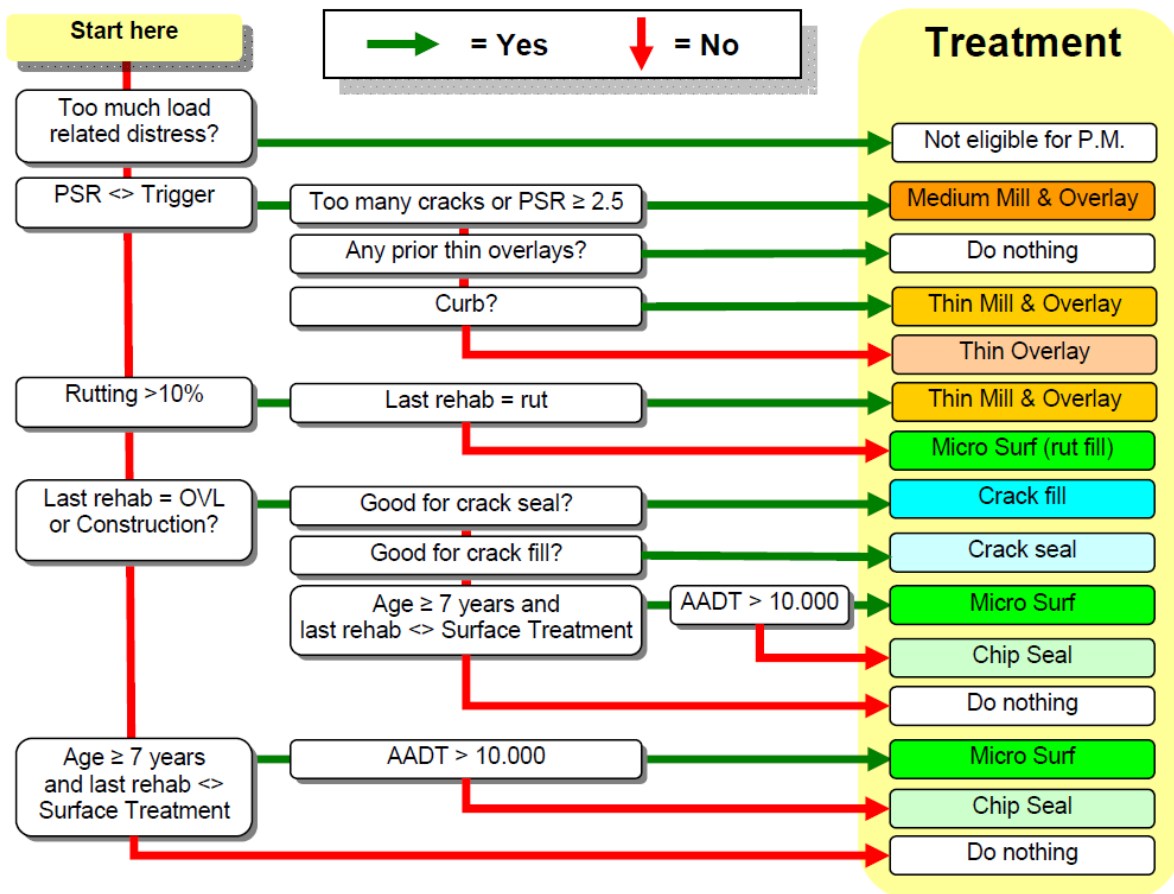 Start here
= Yes
= No
Treatment
Too much load
related distress?
Not eligible for P.M.
PSR <> Trigger
Too many cracks or PSR ≥ 2.5
Medium Mill & Overlay
Any prior thin overlays?
Do nothing
Curb?
Thin Mill & Overlay
Thin Overlay
Rutting >10%
Last rehab = rut
Thin Mill & Overlay
Micro Surf (rut fill)
Last rehab = OVL
or Construction?
Good for crack seal?
Crack fill
Good for crack fill?
Crack seal
Age ≥ 7 years and
last rehab <> Surface Treatment
AADT > 10.000
Micro Surf
Chip Seal
Do nothing
Age ≥ 7 years
and last rehab <>
Surface Treatment
AADT > 10.000
Micro Surf
Chip Seal
Do nothing